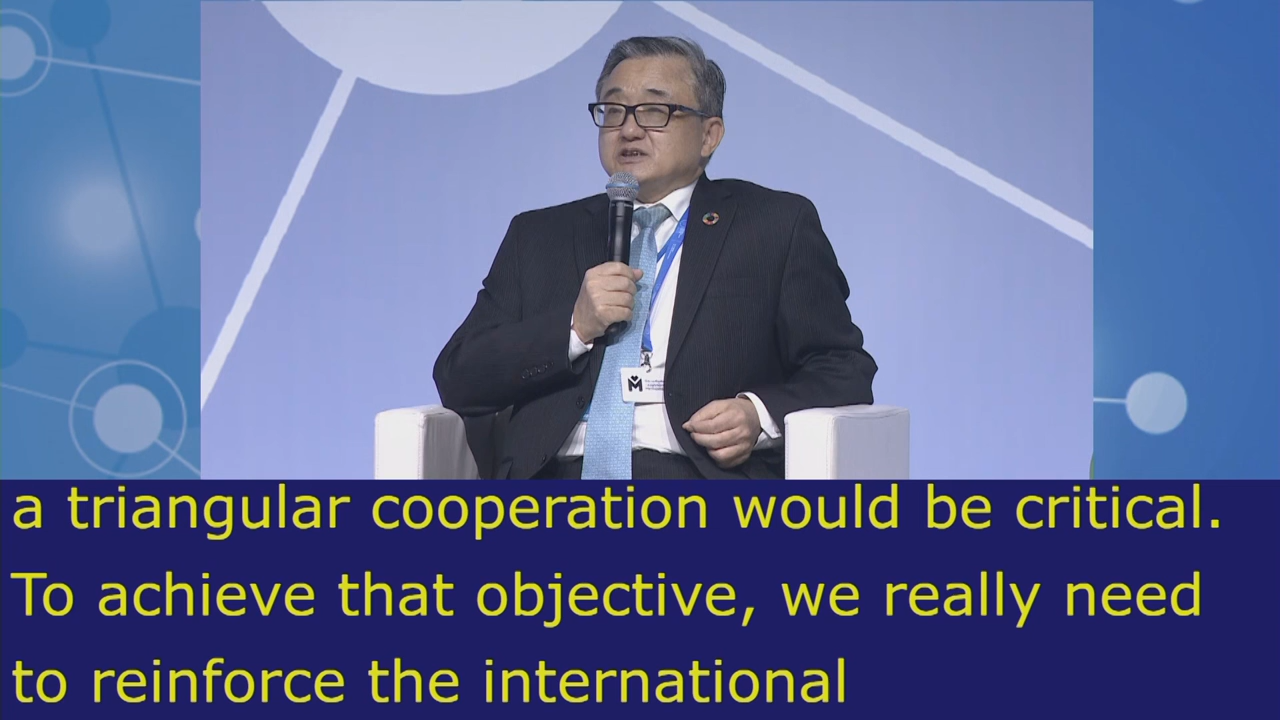 M
a triangular cooperation would be critical.
To achieve that objective, we really need
to reinforce the international